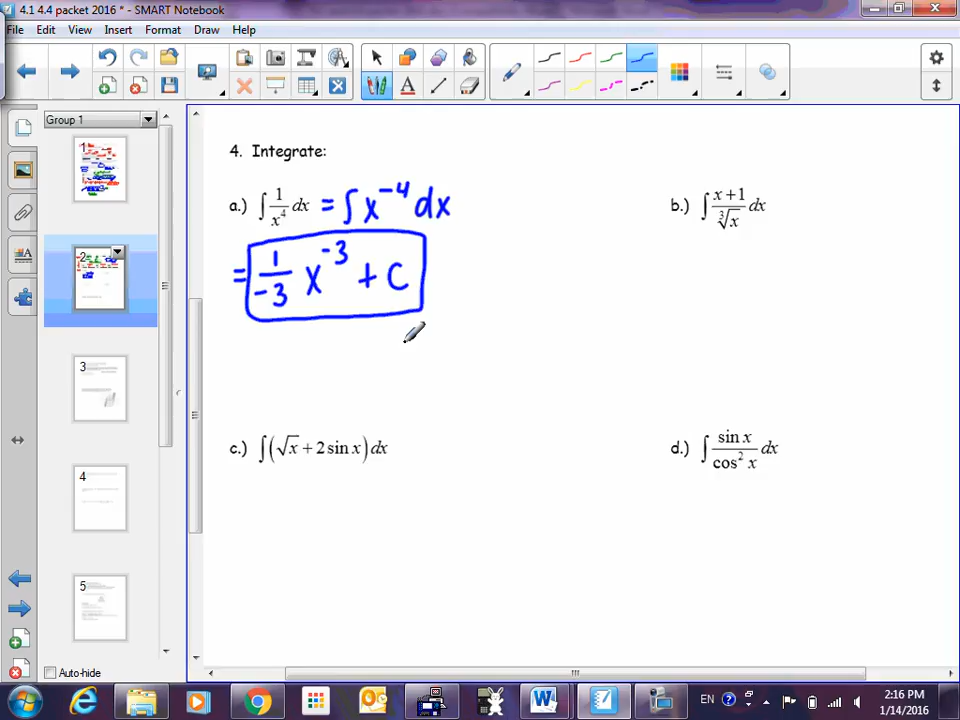 4.1 4.4 packet 2016 * - SMART Notebook
File Edit View Insert Format Draw Help
Group 1
1
2
3
4
5
4. Integrate:
a.) ∫ 1/x⁴ dx = ∫ x⁻⁴ dx
= 1/-3 x⁻³ + C
b.) ∫ (x+1)/∛x dx
c.) ∫(√x + 2 sin x) dx
d.) ∫ sin x/cos² x dx
Auto-hide
EN
2:16 PM
1/14/2016